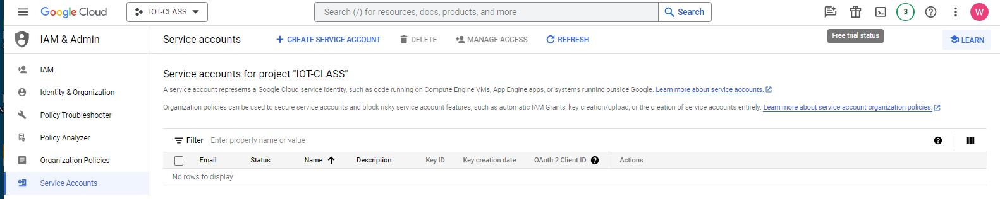 Google Cloud
IOT-CLASS
Search (/) for resources, docs, products, and more
Search
3
W
Free trial status
IAM & Admin
Service accounts
CREATE SERVICE ACCOUNT
DELETE
MANAGE ACCESS
REFRESH
LEARN
IAM
Identity & Organization
Policy Troubleshooter
Policy Analyzer
Organization Policies
Service Accounts
Service accounts for project "IOT-CLASS"
A service account represents a Google Cloud service identity, such as code running on Compute Engine VMs, App Engine apps, or systems running outside Google. Learn more about service accounts.
Organization policies can be used to secure service accounts and block risky service account features, such as automatic IAM Grants, key creation/upload, or the creation of service accounts entirely. Learn more about service account organization policies.
Filter Enter property name or value
Email Status Name Description Key ID Key creation date OAuth 2 Client ID Actions
No rows to display